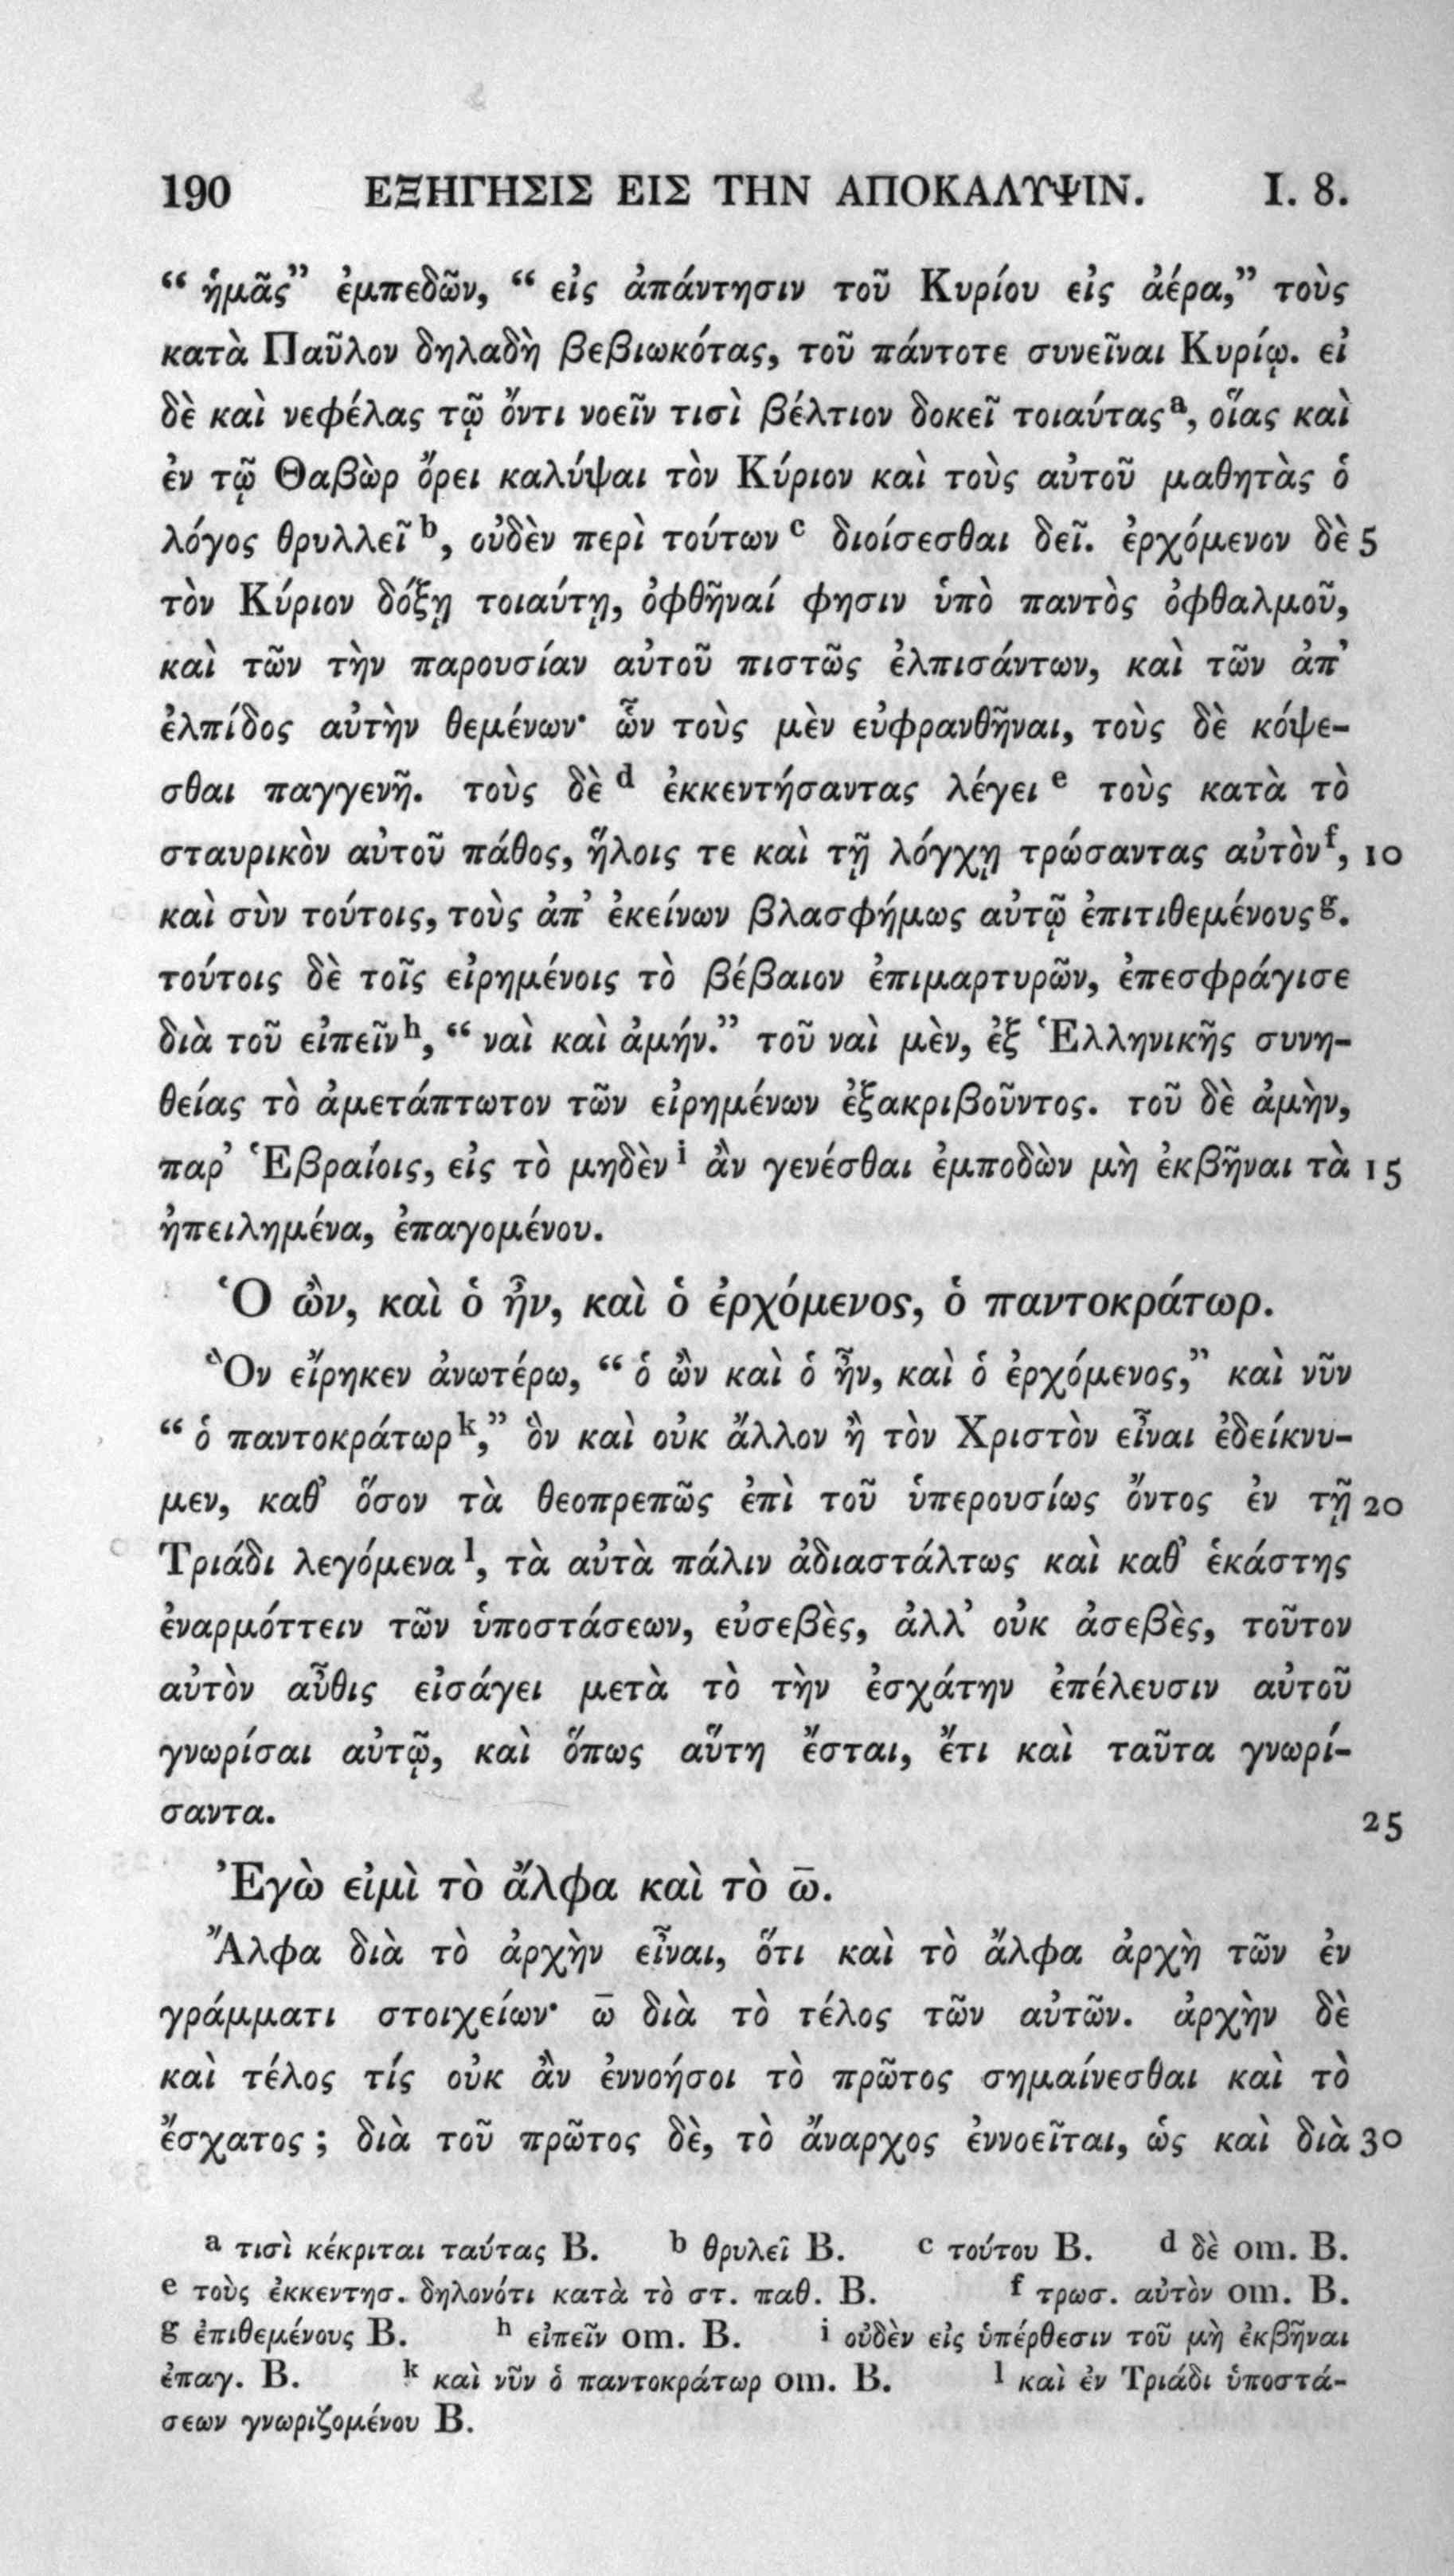 190 ΕΞΗΓΗΣΙΣ ΕΙΣ ΤΗΝ ΑΠΟΚΑΛΥΨΙΝ. I. 8.
“ ἡμᾶς” ἐμπεδῶν, “ εἰς ἀπάντησιν τοῦ Κυρίου εἰς ἀέρα,” τοὺς
κατὰ Παῦλον δηλαδὴ βεβιωκότας, τοῦ πάντοτε συνεῖναι Κυρίῳ. εἰ
δὲ καὶ νεφέλας τῷ ὄντι νοεῖν τισὶ βέλτιον δοκεῖ τοιαύτας a, οἵας καὶ
ἐν τῷ Θαβὼρ ὄρει καλύψαι τὸν Κύριον καὶ τοὺς αὐτοῦ μαθητὰς ὁ
λόγος θρυλλεῖ b, οὐδὲν περὶ τούτων c διοίσεσθαι δεῖ. ἐρχόμενον δὲ 5
τὸν Κύριον δόξῃ τοιαύτῃ, ὀφθῆναί φησιν ὑπὸ παντὸς ὀφθαλμοῦ,
καὶ τῶν τὴν παρουσίαν αὐτοῦ πιστῶς ἐλπισάντων, καὶ τῶν ἀπ’
ἐλπίδος αὐτὴν θεμένων· ὧν τοὺς μὲν εὐφρανθῆναι, τοὺς δὲ κόψε-
σθαι παγγενῆ. τοὺς δὲ d ἐκκεντήσαντας λέγει e τοὺς κατὰ τὸ
σταυρικὸν αὐτοῦ πάθος, ἥλοις τε καὶ τῇ λόγχῃ τρώσαντας αὐτὸν f, 10
καὶ σὺν τούτοις, τοὺς ἀπ’ ἐκείνων βλασφήμως αὐτῷ ἐπιτιθεμένους g.
τούτοις δὲ τοῖς εἰρημένοις τὸ βέβαιον ἐπιμαρτυρῶν, ἐπεσφράγισε
διὰ τοῦ εἰπεῖν h, “ ναὶ καὶ ἀμήν.” τοῦ ναὶ μὲν, ἐξ Ἑλληνικῆς συνη-
θείας τὸ ἀμετάπτωτον τῶν εἰρημένων ἐξακριβοῦντος. τοῦ δὲ ἀμὴν,
παρ’ Ἑβραίοις, εἰς τὸ μηδὲν i ἂν γενέσθαι ἐμποδὼν μὴ ἐκβῆναι τὰ 15
ἠπειλημένα, ἐπαγομένου.
Ὁ ὢν, καὶ ὁ ἦν, καὶ ὁ ἐρχόμενος, ὁ παντοκράτωρ.
Ὃν εἴρηκεν ἀνωτέρω, “ ὁ ὢν καὶ ὁ ἦν, καὶ ὁ ἐρχόμενος,” καὶ νῦν
“ ὁ παντοκράτωρ k,” ὃν καὶ οὐκ ἄλλον ἢ τὸν Χριστὸν εἶναι ἐδείκνυ-
μεν, καθ’ ὅσον τὰ θεοπρεπῶς ἐπὶ τοῦ ὑπερουσίως ὄντος ἐν τῇ 20
Τριάδι λεγόμενα l, τὰ αὐτὰ πάλιν ἀδιαστάλτως καὶ καθ’ ἑκάστης
ἐναρμόττειν τῶν ὑποστάσεων, εὐσεβὲς, ἀλλ’ οὐκ ἀσεβὲς, τοῦτον
αὐτὸν αὖθις εἰσάγει μετὰ τὸ τὴν ἐσχάτην ἐπέλευσιν αὐτοῦ
γνωρίσαι αὐτῷ, καὶ ὅπως αὕτη ἔσται, ἔτι καὶ ταῦτα γνωρί-
σαντα. 25
Ἐγὼ εἰμὶ τὸ ἄλφα καὶ τὸ ω̄.
Ἄλφα διὰ τὸ ἀρχὴν εἶναι, ὅτι καὶ τὸ ἄλφα ἀρχὴ τῶν ἐν
γράμματι στοιχείων· ω̄ διὰ τὸ τέλος τῶν αὐτῶν. ἀρχὴν δὲ
καὶ τέλος τίς οὐκ ἂν ἐννοήσοι τὸ πρῶτος σημαίνεσθαι καὶ τὸ
ἔσχατος ; διὰ τοῦ πρῶτος δὲ, τὸ ἄναρχος ἐννοεῖται, ὡς καὶ διὰ 30
a τισὶ κέκριται ταύτας B. b θρυλεῖ B. c τούτου B. d δὲ om. B.
e τοὺς ἐκκεντησ. δηλονότι κατὰ τὸ στ. παθ. B. f τρωσ. αὐτὸν om. B.
g ἐπιθεμένους B. h εἰπεῖν om. B. i οὐδὲν εἰς ὑπέρθεσιν τοῦ μὴ ἐκβῆναι
ἐπαγ. B. k καὶ νῦν ὁ παντοκράτωρ om. B. l καὶ ἐν Τριάδι ὑποστά-
σεων γνωριζομένου B.